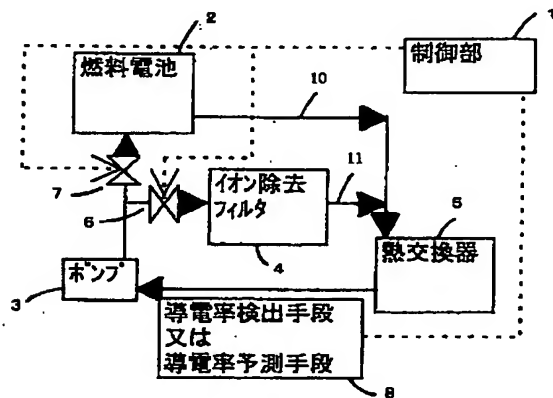 2
1
燃料電池
制御部
10
7
イオン除去
フィルタ
11
5
6
熱交換器
ポンプ
3
4
導電率検出手段
又は
導電率予測手段
8